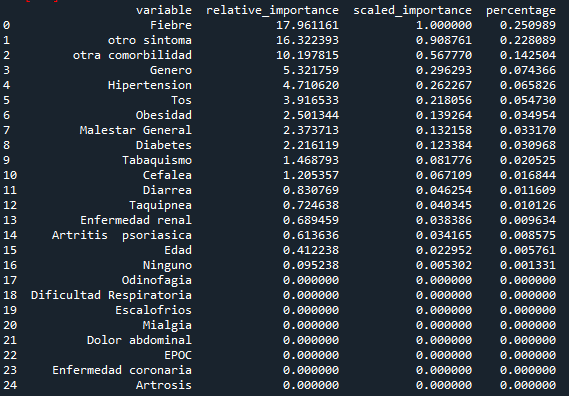 variable relative_importance scaled_importance percentage
0 Fiebre 17.961161 1.000000 0.250989
1 otro sintoma 16.322393 0.908761 0.228089
2 otra comorbilidad 10.197815 0.567770 0.142504
3 Genero 5.321759 0.296293 0.074366
4 Hipertension 4.710620 0.262267 0.065826
5 Tos 3.916533 0.218056 0.054730
6 Obesidad 2.501344 0.139264 0.034954
7 Malestar General 2.373713 0.132158 0.033170
8 Diabetes 2.216119 0.123384 0.030968
9 Tabaquismo 1.468793 0.081776 0.020525
10 Cefalea 1.205357 0.067109 0.016844
11 Diarrea 0.830769 0.046254 0.011609
12 Taquipnea 0.724638 0.040345 0.010126
13 Enfermedad renal 0.689459 0.038386 0.009634
14 Artritis  psoriasica 0.613636 0.034165 0.008575
15 Edad 0.412238 0.022952 0.005761
16 Ninguno 0.095238 0.005302 0.001331
17 Odinofagia 0.000000 0.000000 0.000000
18 Dificultad Respiratoria 0.000000 0.000000 0.000000
19 Escalofrios 0.000000 0.000000 0.000000
20 Mialgia 0.000000 0.000000 0.000000
21 Dolor abdominal 0.000000 0.000000 0.000000
22 EPOC 0.000000 0.000000 0.000000
23 Enfermedad coronaria 0.000000 0.000000 0.000000
24 Artrosis 0.000000 0.000000 0.000000